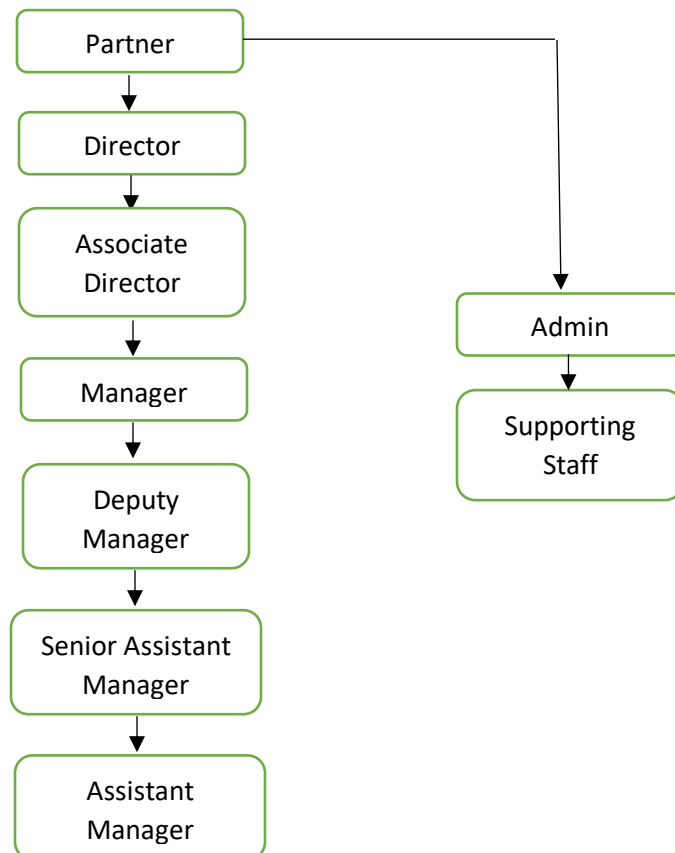 Partner
Director
Associate
Director
Manager
Deputy
Manager
Senior Assistant
Manager
Assistant
Manager
Admin
Supporting
Staff